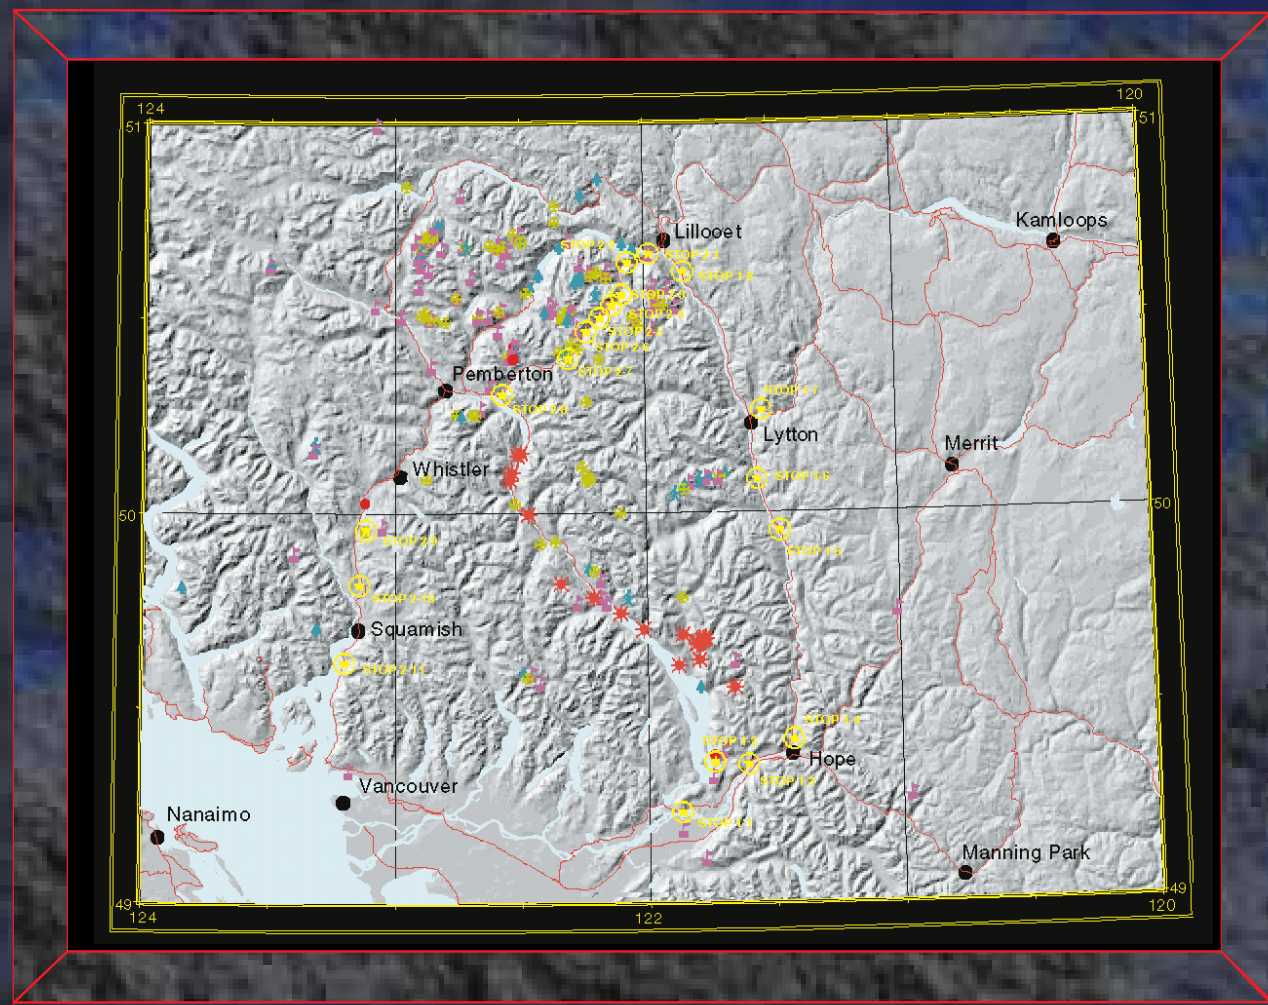 124
120
51
51
Kamloops
Lillooet
STOP 2-2
STOP 2-1
STOP 1-8
STOP 2-3
STOP 2-6
STOP 2-7
Pemberton
STOP 2-8
STOP 1-7
Lytton
Merrit
Whistler
STOP 1-6
50
50
STOP 2-9
STOP 1-5
STOP 2-10
Squamish
STOP 2-11
Hope
STOP 1-2
Vancouver
Nanaimo
STOP 1-1
Manning Park
49
49
124
122
120